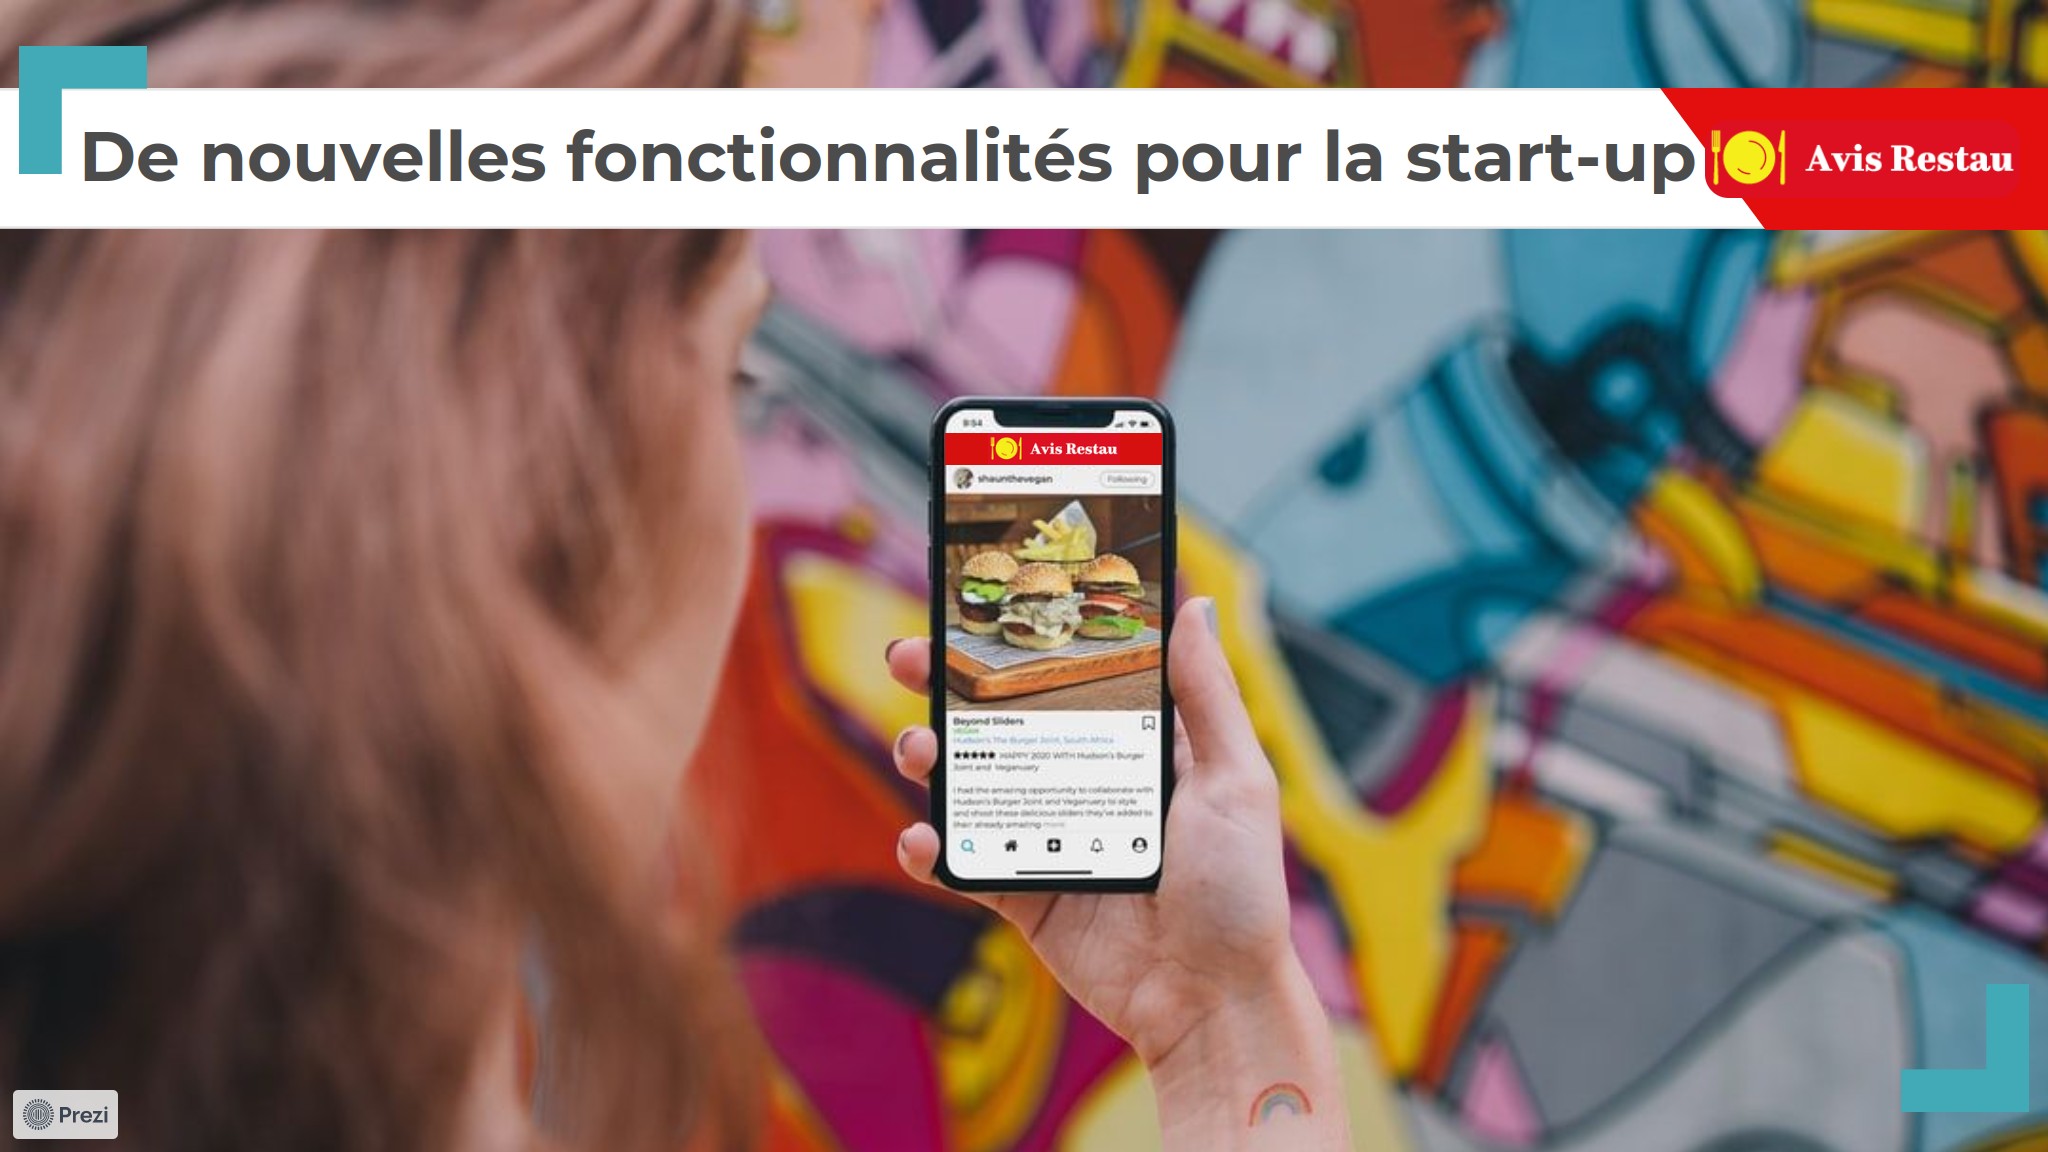 De nouvelles fonctionnalités pour la start-up
Avis Restau
9:54
Avis Restau
shaunthevegan
Following
Beyond Sliders
VEGAN
Hudson's The Burger Joint, South Africa
★★★★★ HAPPY 2020 WITH Hudson's Burger
Joint and Veganuary
I had the amazing opportunity to collaborate with
Hudson's Burger Joint and Veganuary to style
and shoot these delicious sliders they've added to
their already amazing more
Prezi